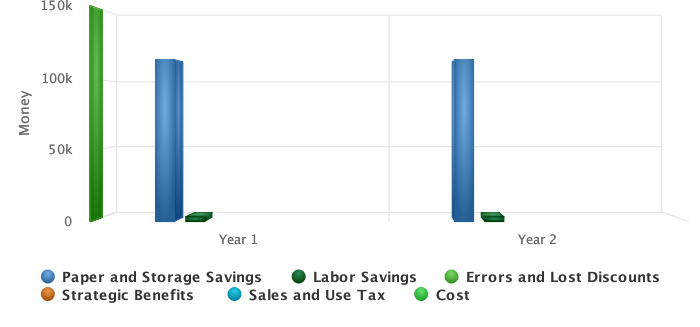 150k
100k
50k
0
Money
Year 1 Year 2
Paper and Storage Savings Labor Savings Errors and Lost Discounts
Strategic Benefits Sales and Use Tax Cost